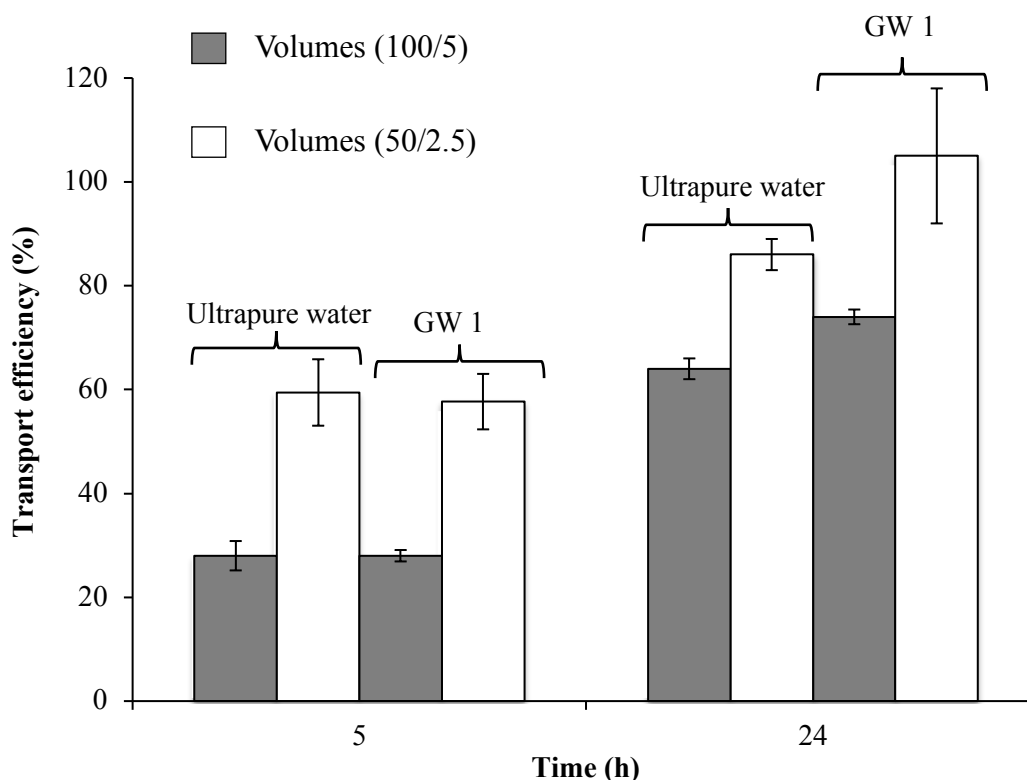 GW 1
Volumes (100/5)
120
Volumes (50/2.5)
100
Ultrapure water
80
Ultrapure water
GW 1
60
40
20
0
5
24
Time (h)
Transport efficiency (%)